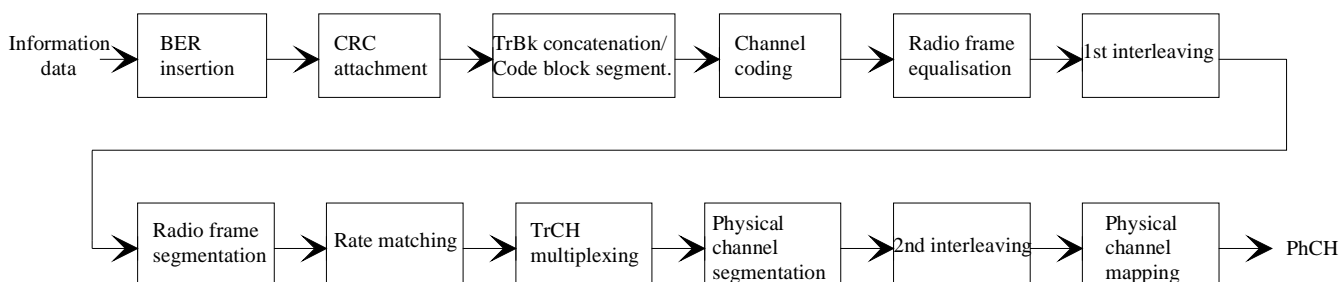 Information
data
BER
insertion
CRC
attachment
TrBk concatenation/
Code block segment.
Channel
coding
Radio frame
equalisation
1st interleaving
Radio frame
segmentation
Rate matching
TrCH
multiplexing
Physical
channel
segmentation
2nd interleaving
Physical
channel
mapping
PhCH